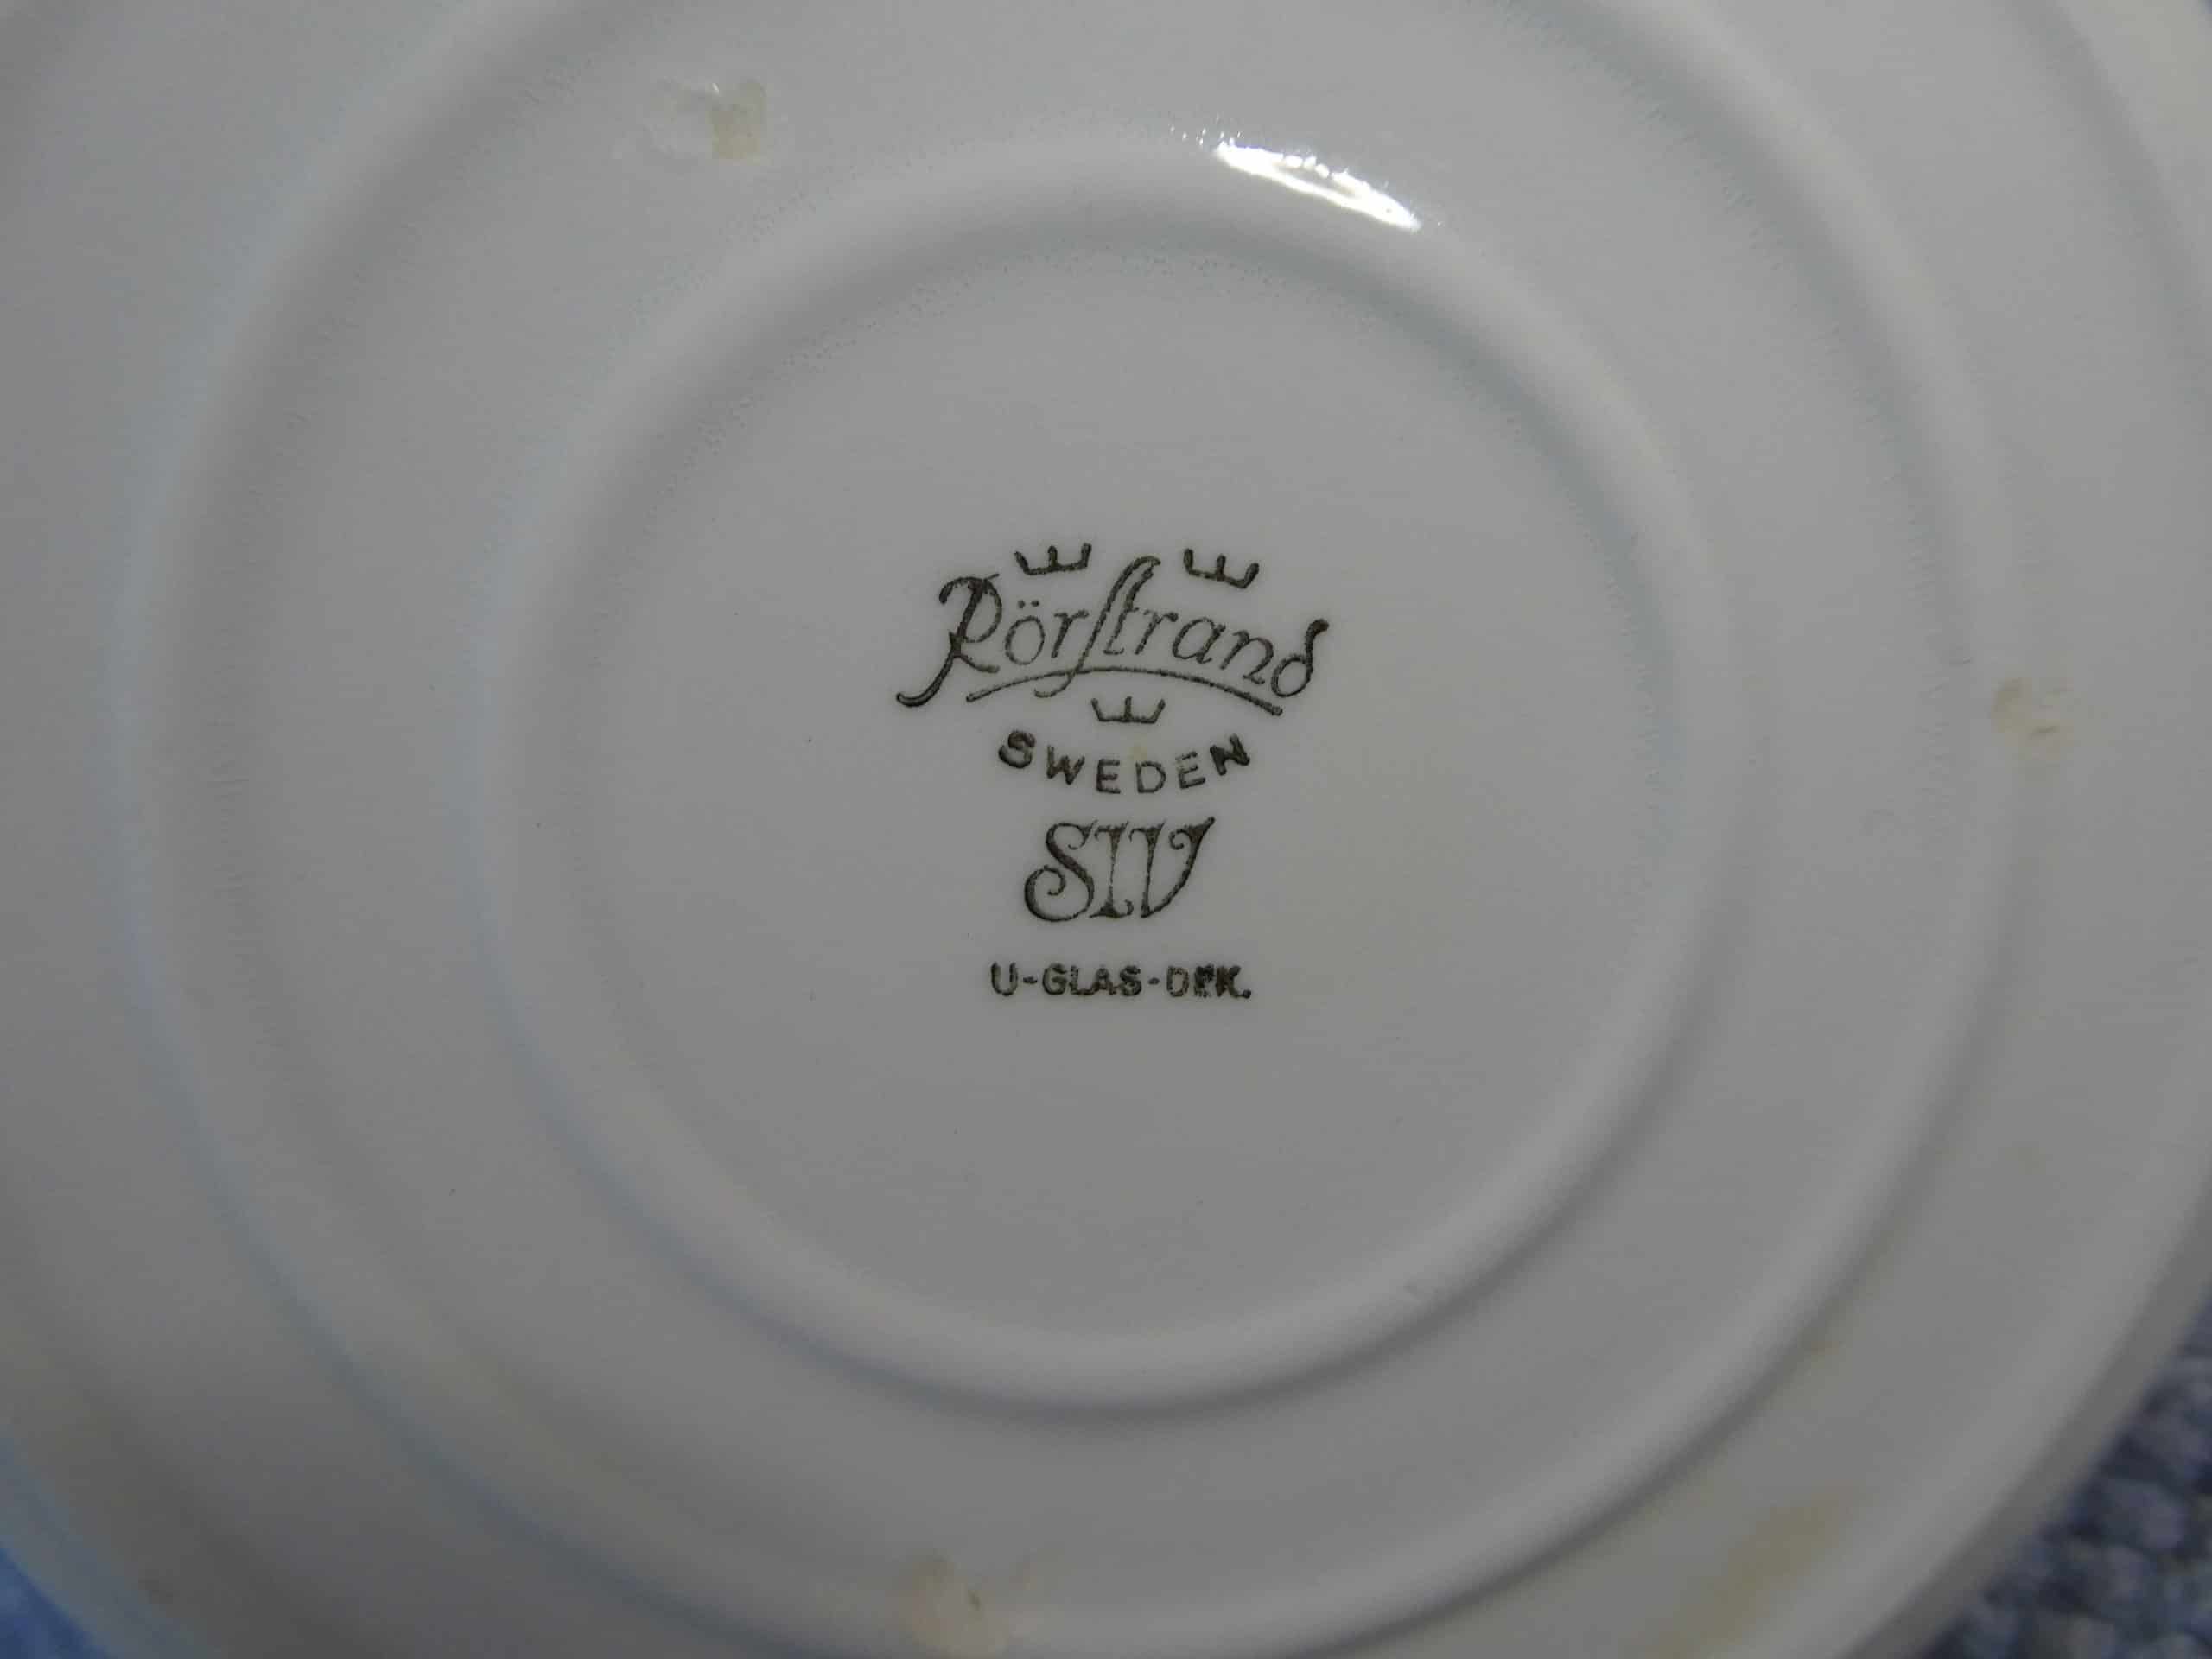 Rörstrand
SWEDEN
SIV
U-GLAS-DEK.